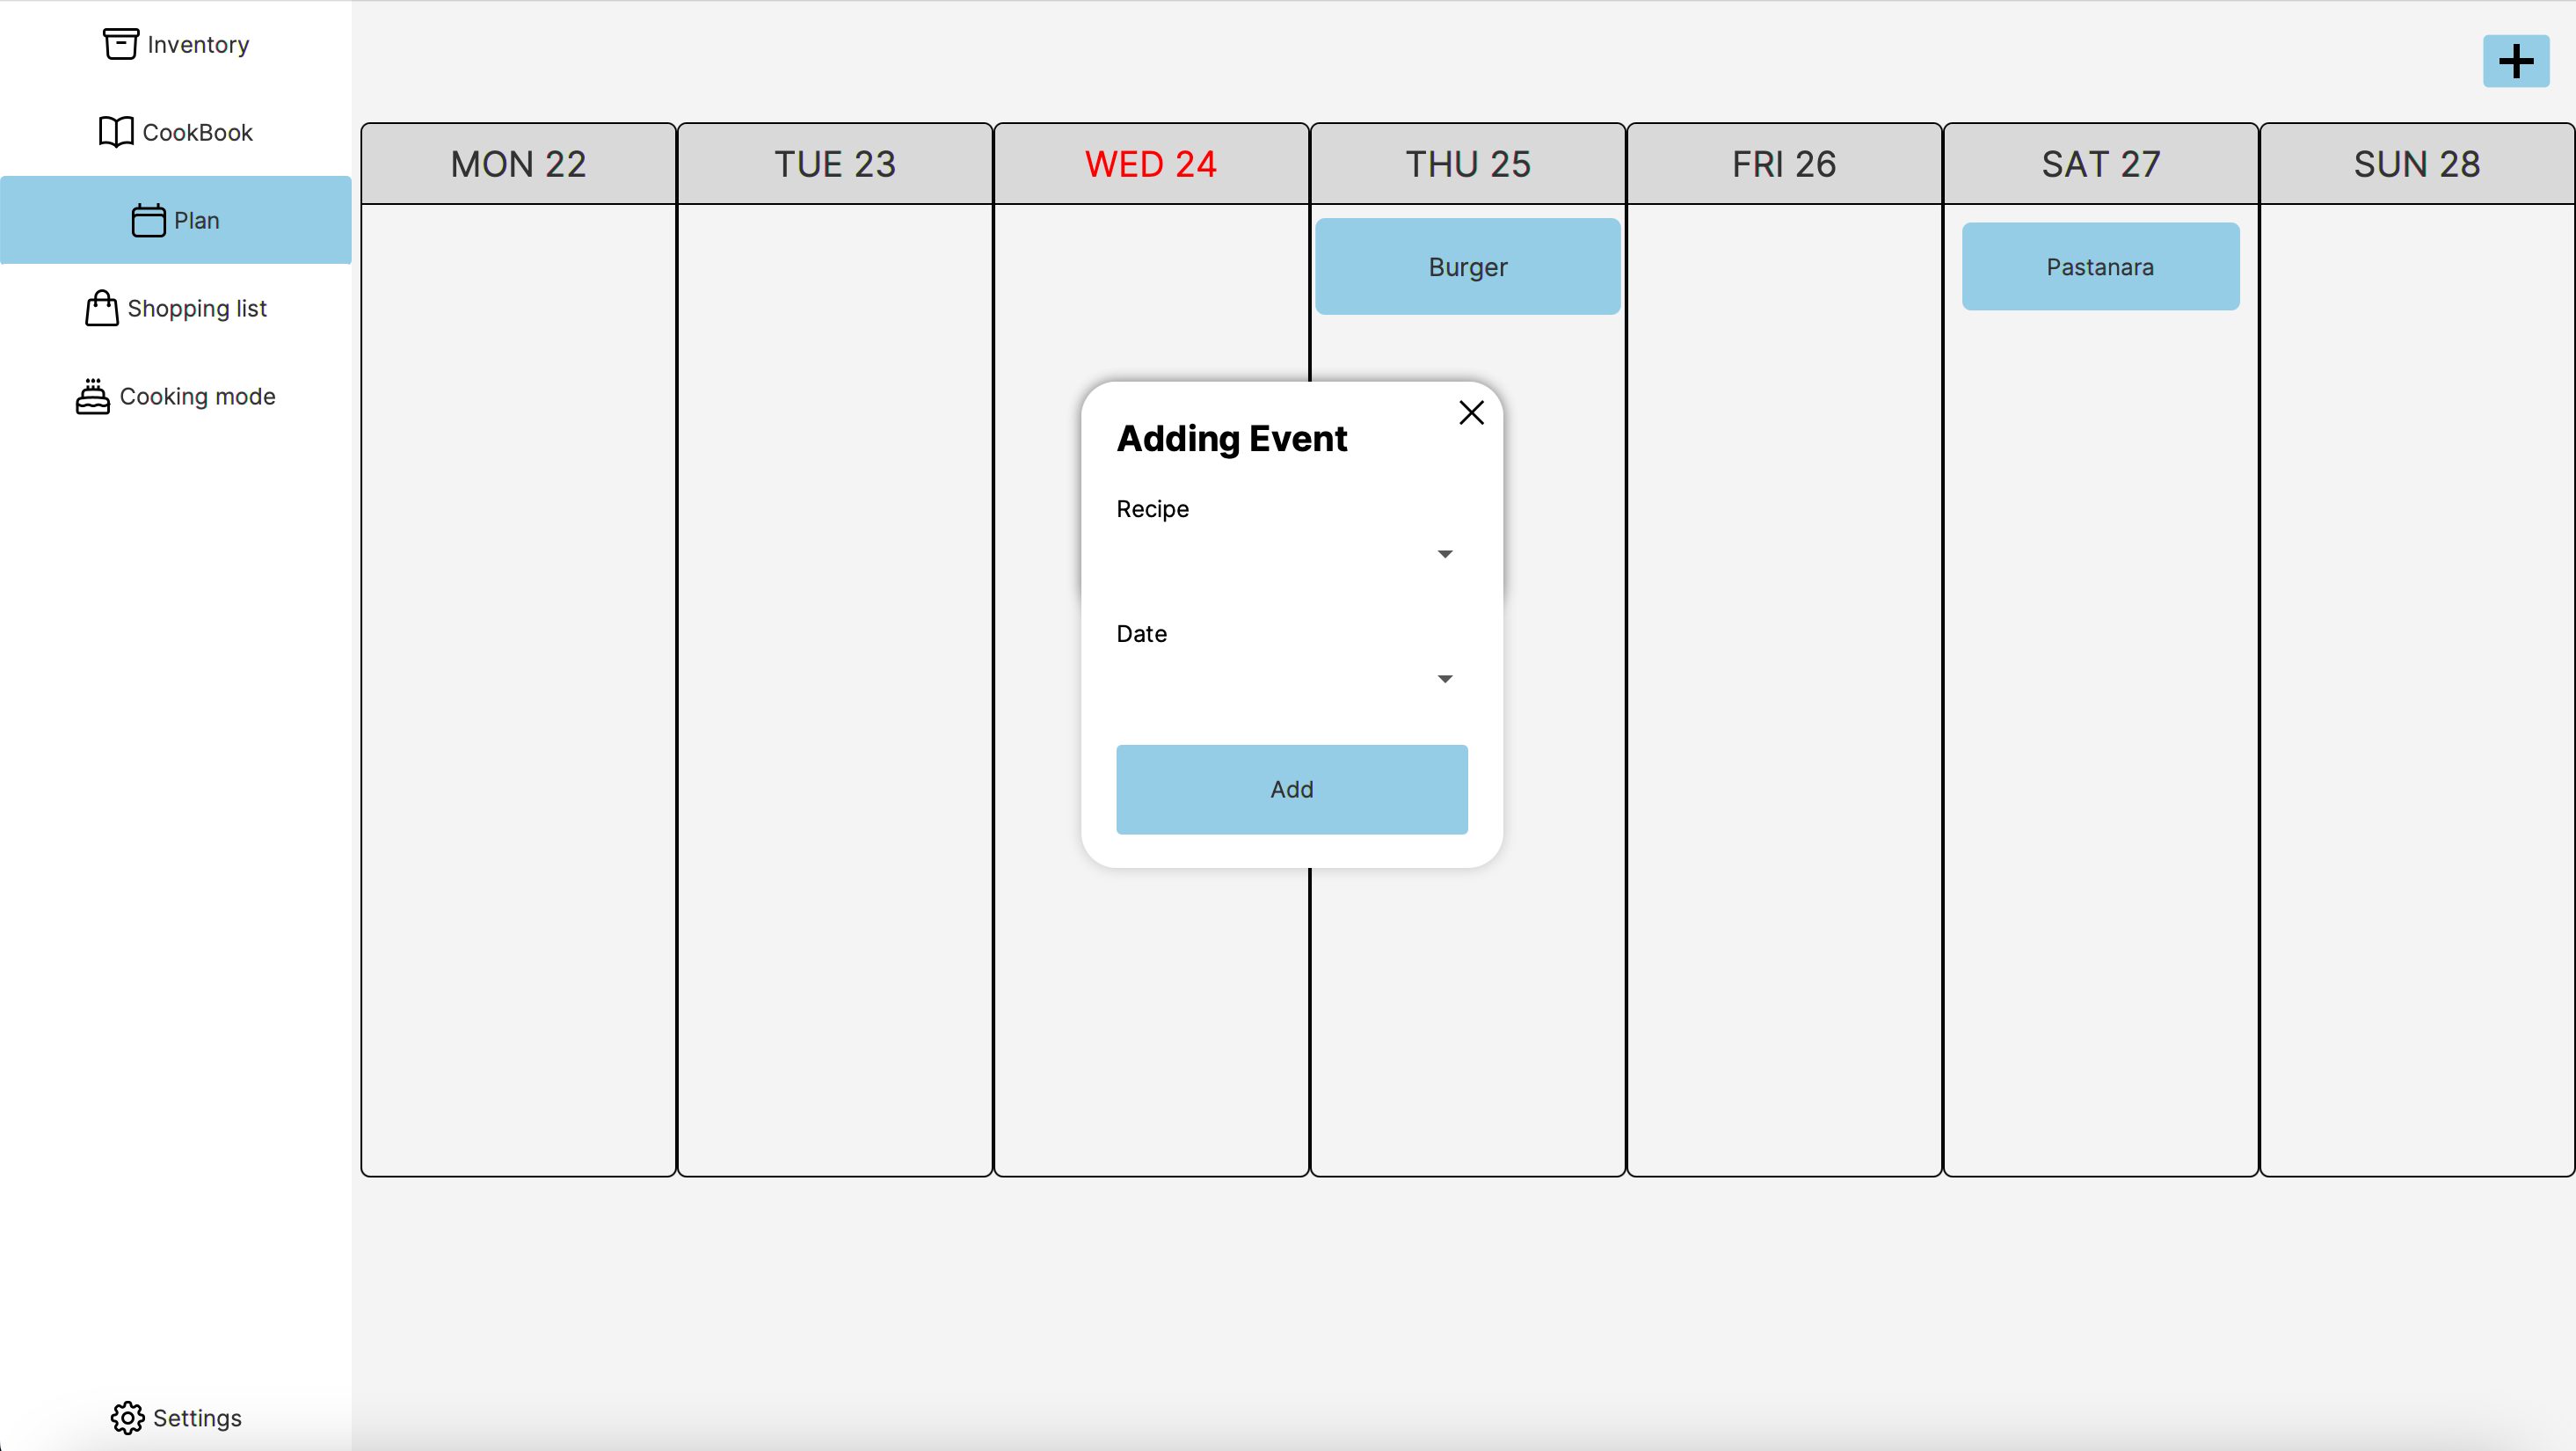 Inventory
CookBook
Plan
Shopping list
Cooking mode
Settings
MON 22
TUE 23
WED 24
THU 25
FRI 26
SAT 27
SUN 28
Burger
Pastanara
Adding Event
Recipe
Date
Add